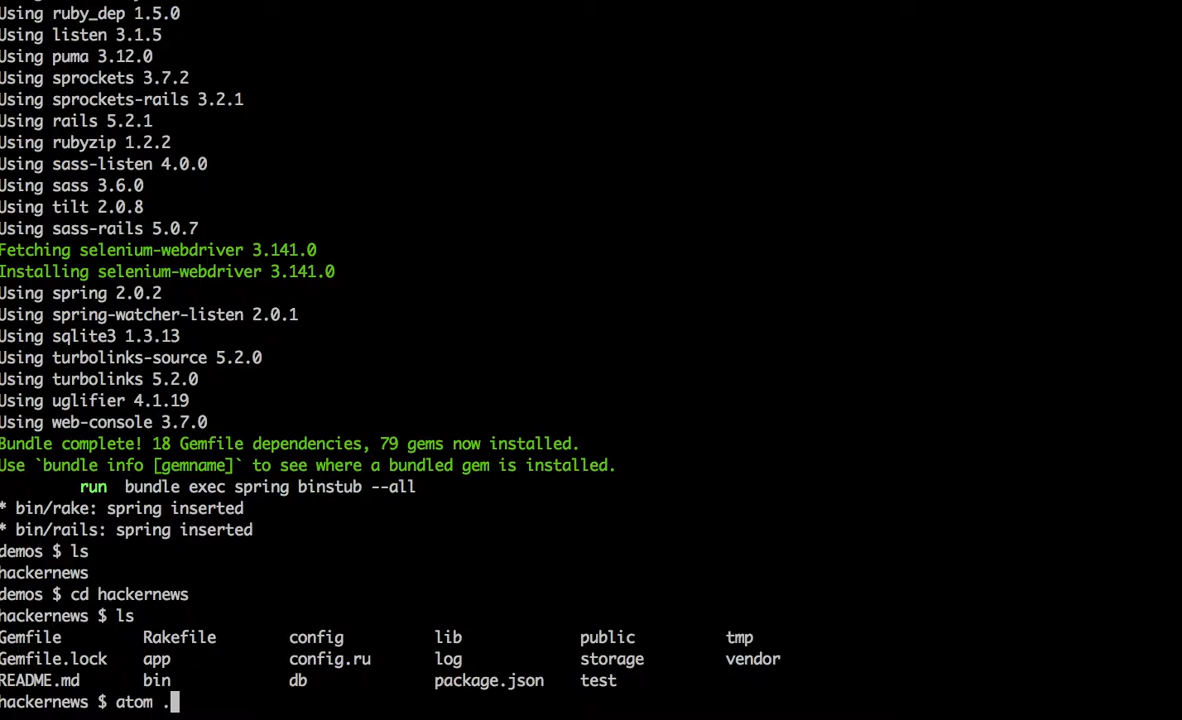 Using ruby_dep 1.5.0
Using listen 3.1.5
Using puma 3.12.0
Using sprockets 3.7.2
Using sprockets-rails 3.2.1
Using rails 5.2.1
Using rubyzip 1.2.2
Using sass-listen 4.0.0
Using sass 3.6.0
Using tilt 2.0.8
Using sass-rails 5.0.7
Fetching selenium-webdriver 3.141.0
Installing selenium-webdriver 3.141.0
Using spring 2.0.2
Using spring-watcher-listen 2.0.1
Using sqlite3 1.3.13
Using turbolinks-source 5.2.0
Using turbolinks 5.2.0
Using uglifier 4.1.19
Using web-console 3.7.0
Bundle complete! 18 Gemfile dependencies, 79 gems now installed.
Use `bundle info [gemname]` to see where a bundled gem is installed.
run  bundle exec spring binstub --all
* bin/rake: spring inserted
* bin/rails: spring inserted
demos $ ls
hackernews
demos $ cd hackernews
hackernews $ ls
Gemfile Rakefile config lib public tmp
Gemfile.lock app config.ru log storage vendor
README.md bin db package.json test
hackernews $ atom .